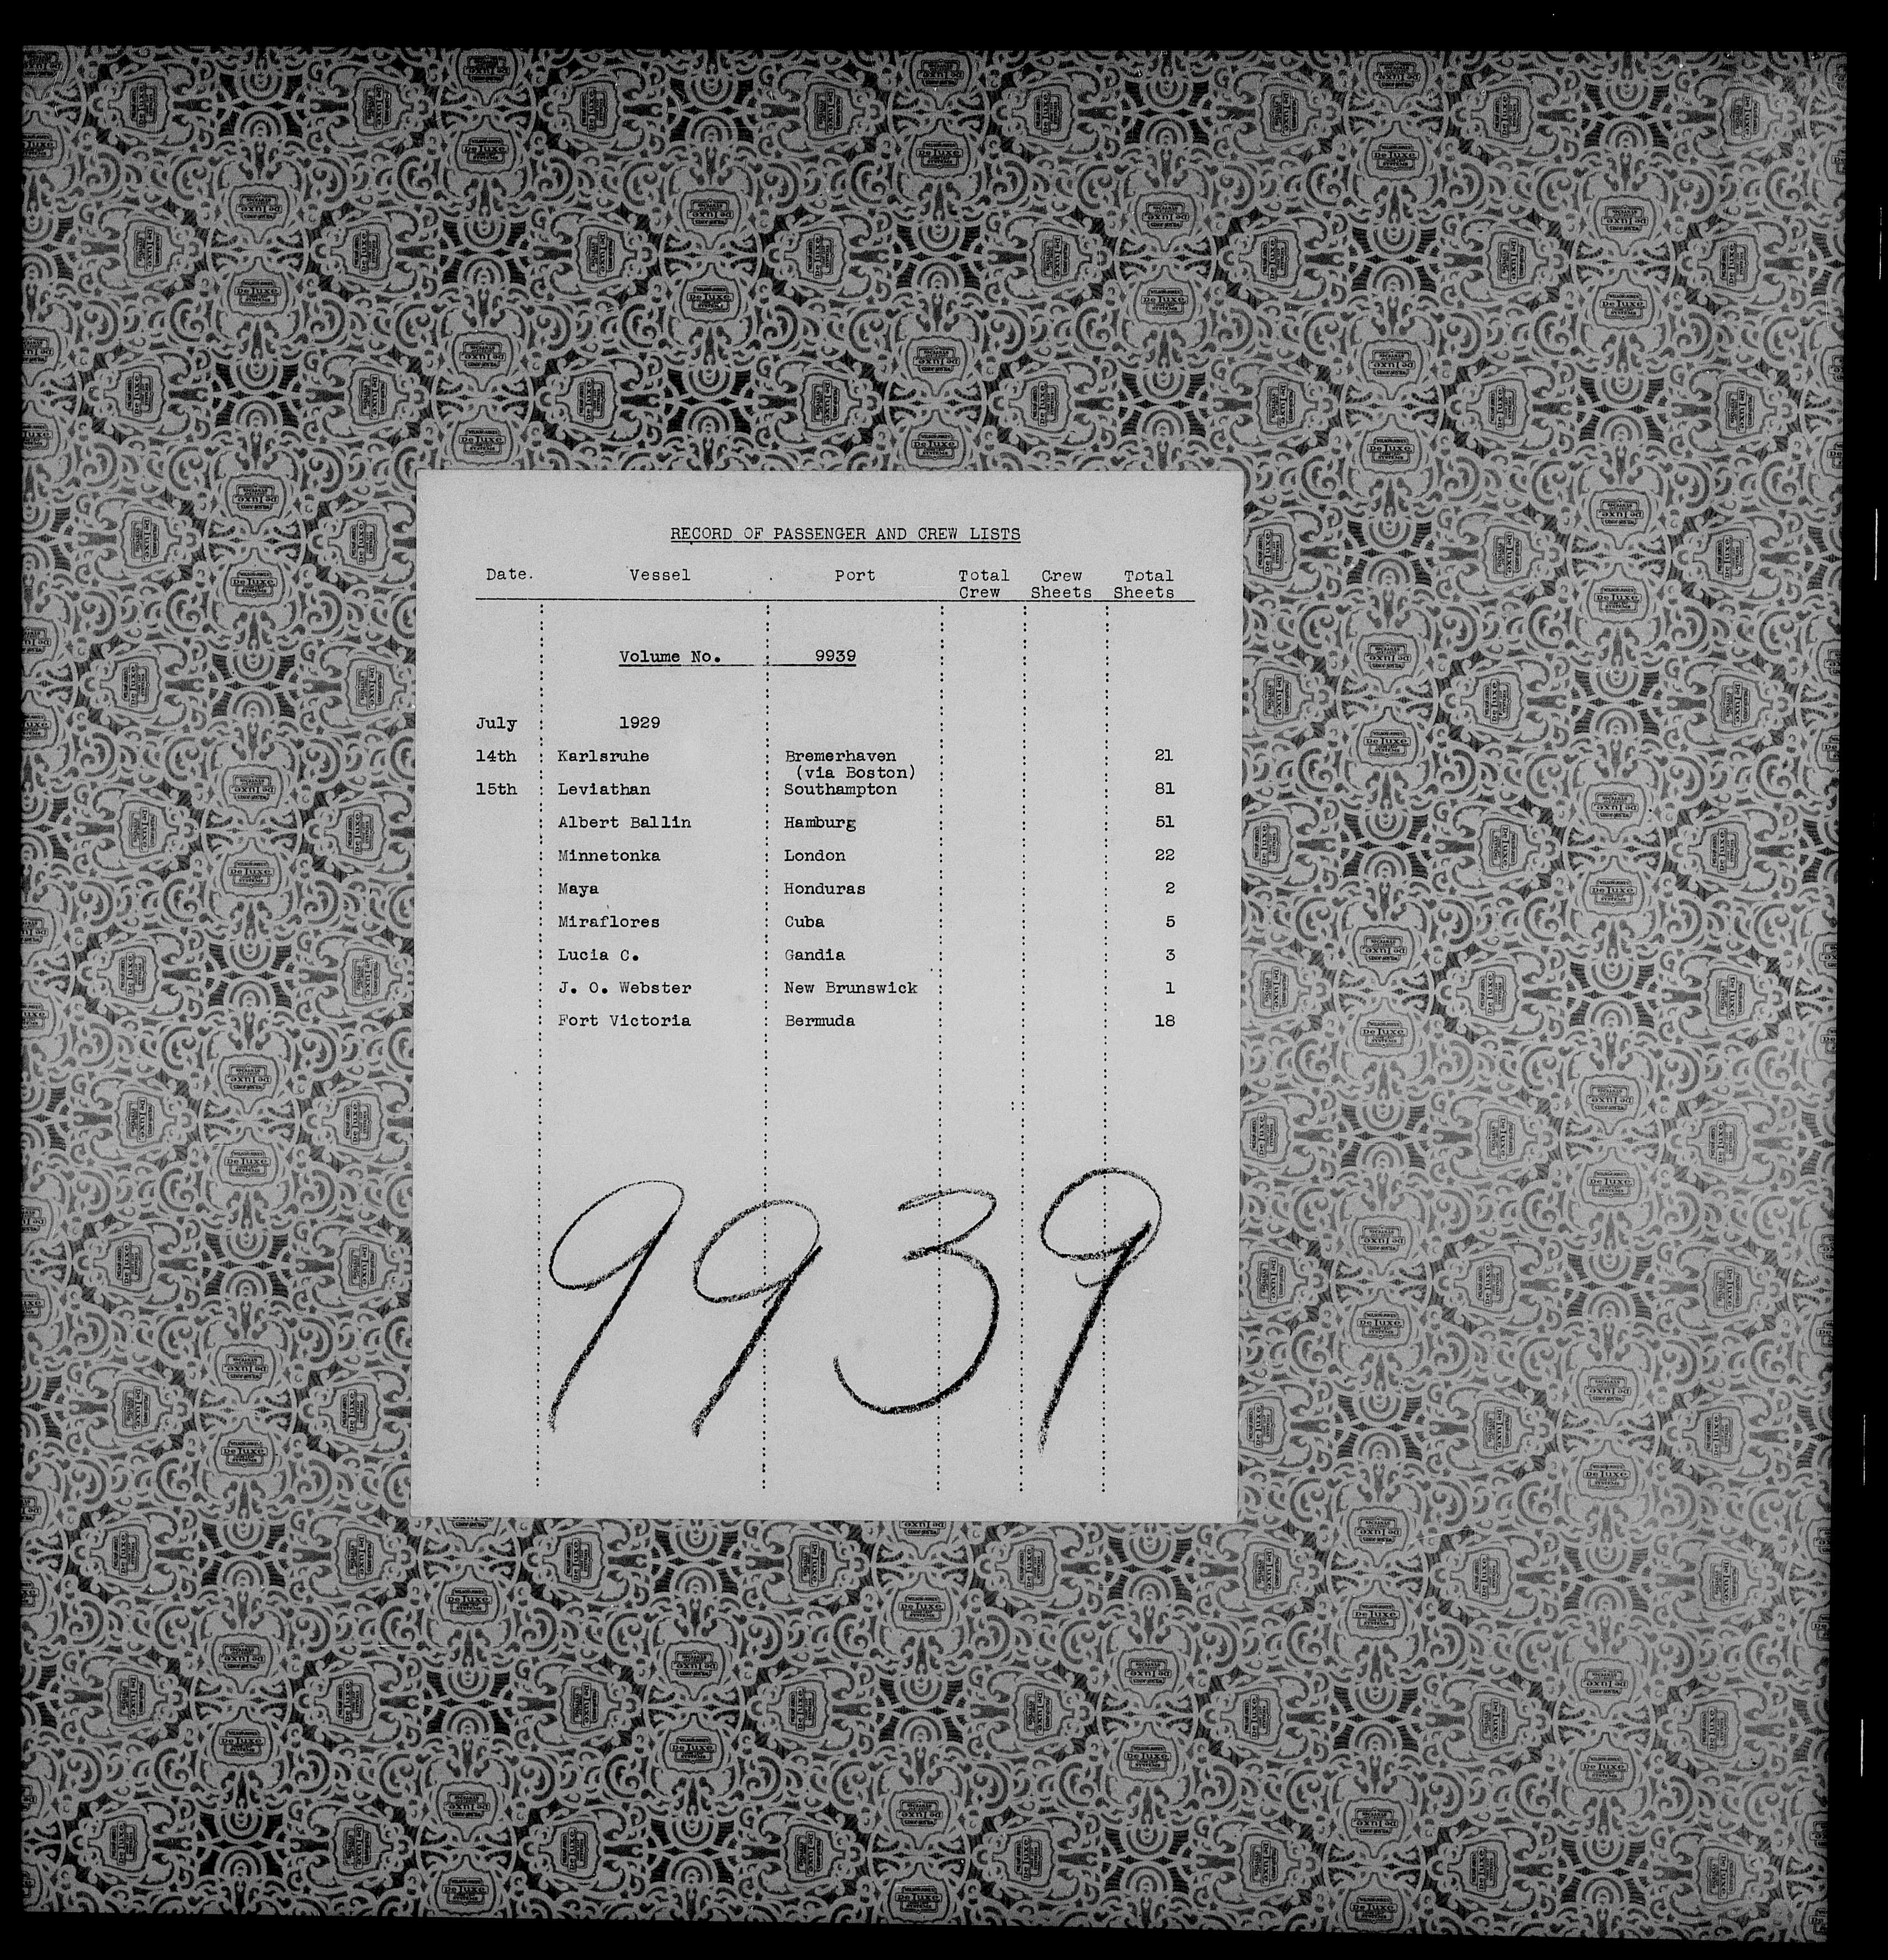 RECORD OF PASSENGER AND CREW LISTS
Date. Vessel Port Total Crew Total
Crew Sheets Sheets
Volume No. 9939
July 1929
14th Karlsruhe Bremerhaven 21
(via Boston)
15th Leviathan Southampton 81
Albert Ballin Hamburg 51
Minnetonka London 22
Maya Honduras 2
Miraflores Cuba 5
Lucia C. Gandia 3
J. O. Webster New Brunswick 1
Fort Victoria Bermuda 18
9939